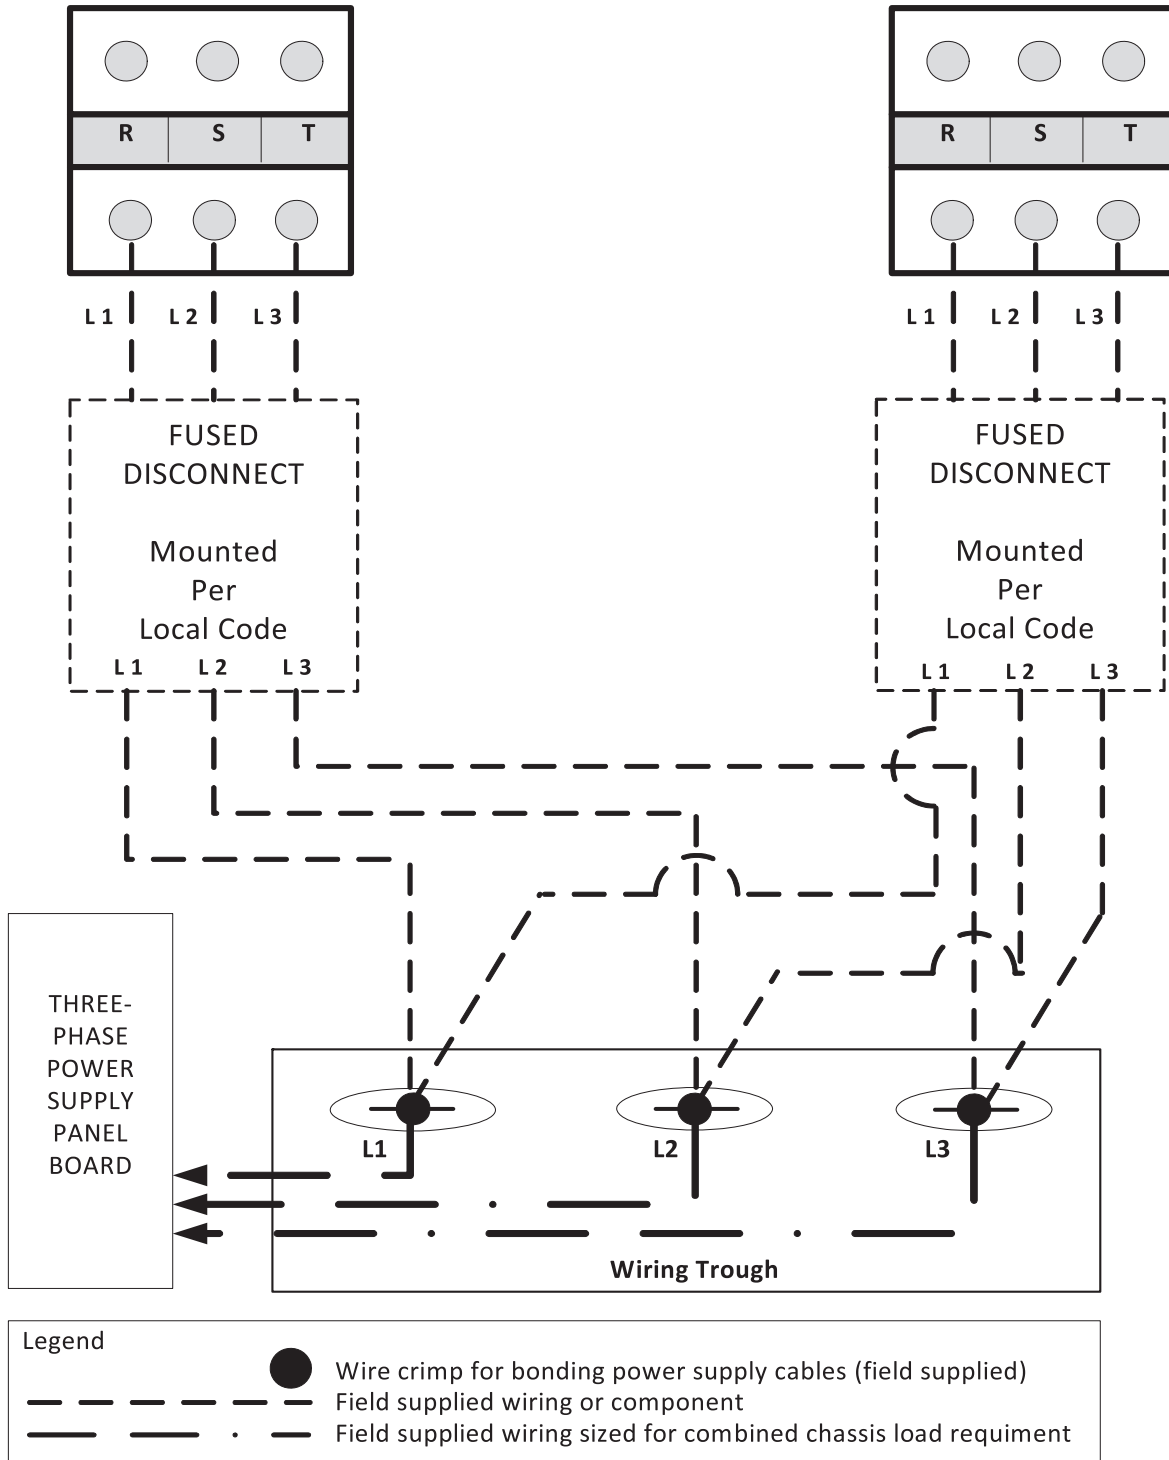 R S T
R S T
L 1 L 2 L 3
L 1 L 2 L 3
FUSED
DISCONNECT
Mounted
Per
Local Code
L 1 L 2 L 3
FUSED
DISCONNECT
Mounted
Per
Local Code
L 1 L 2 L 3
THREE-
PHASE
POWER
SUPPLY
PANEL
BOARD
L1
L2
L3
Wiring Trough
Legend
Wire crimp for bonding power supply cables (field supplied)
Field supplied wiring or component
Field supplied wiring sized for combined chassis load requiment